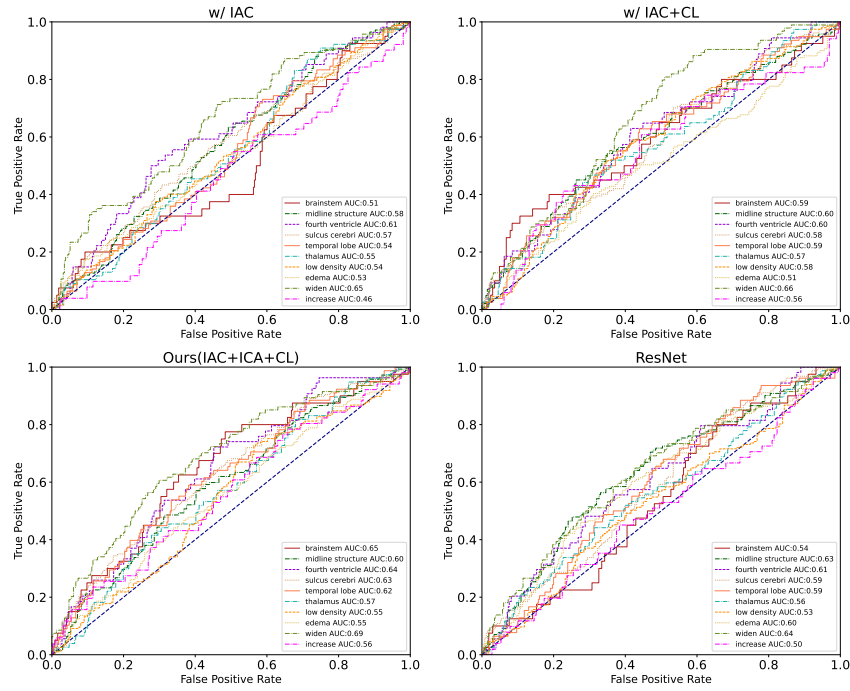 w/ IAC
True Positive Rate
1.0
0.8
0.6
0.4
0.2
0.0
brainstem AUC:0.51
midline structure AUC:0.58
fourth ventricle AUC:0.61
sulcus cerebri AUC:0.57
temporal lobe AUC:0.54
thalamus AUC:0.55
low density AUC:0.54
edema AUC:0.53
widen AUC:0.65
increase AUC:0.46
0.0 0.2 0.4 0.6 0.8 1.0
False Positive Rate
w/ IAC+CL
True Positive Rate
1.0
0.8
0.6
0.4
0.2
0.0
brainstem AUC:0.59
midline structure AUC:0.60
fourth ventricle AUC:0.60
sulcus cerebri AUC:0.58
temporal lobe AUC:0.59
thalamus AUC:0.57
low density AUC:0.58
edema AUC:0.51
widen AUC:0.66
increase AUC:0.56
0.0 0.2 0.4 0.6 0.8 1.0
False Positive Rate
Ours(IAC+ICA+CL)
True Positive Rate
1.0
0.8
0.6
0.4
0.2
0.0
brainstem AUC:0.65
midline structure AUC:0.60
fourth ventricle AUC:0.64
sulcus cerebri AUC:0.63
temporal lobe AUC:0.62
thalamus AUC:0.57
low density AUC:0.55
edema AUC:0.55
widen AUC:0.69
increase AUC:0.56
0.0 0.2 0.4 0.6 0.8 1.0
False Positive Rate
ResNet
True Positive Rate
1.0
0.8
0.6
0.4
0.2
0.0
brainstem AUC:0.54
midline structure AUC:0.63
fourth ventricle AUC:0.61
sulcus cerebri AUC:0.59
temporal lobe AUC:0.59
thalamus AUC:0.56
low density AUC:0.53
edema AUC:0.60
widen AUC:0.64
increase AUC:0.50
0.0 0.2 0.4 0.6 0.8 1.0
False Positive Rate